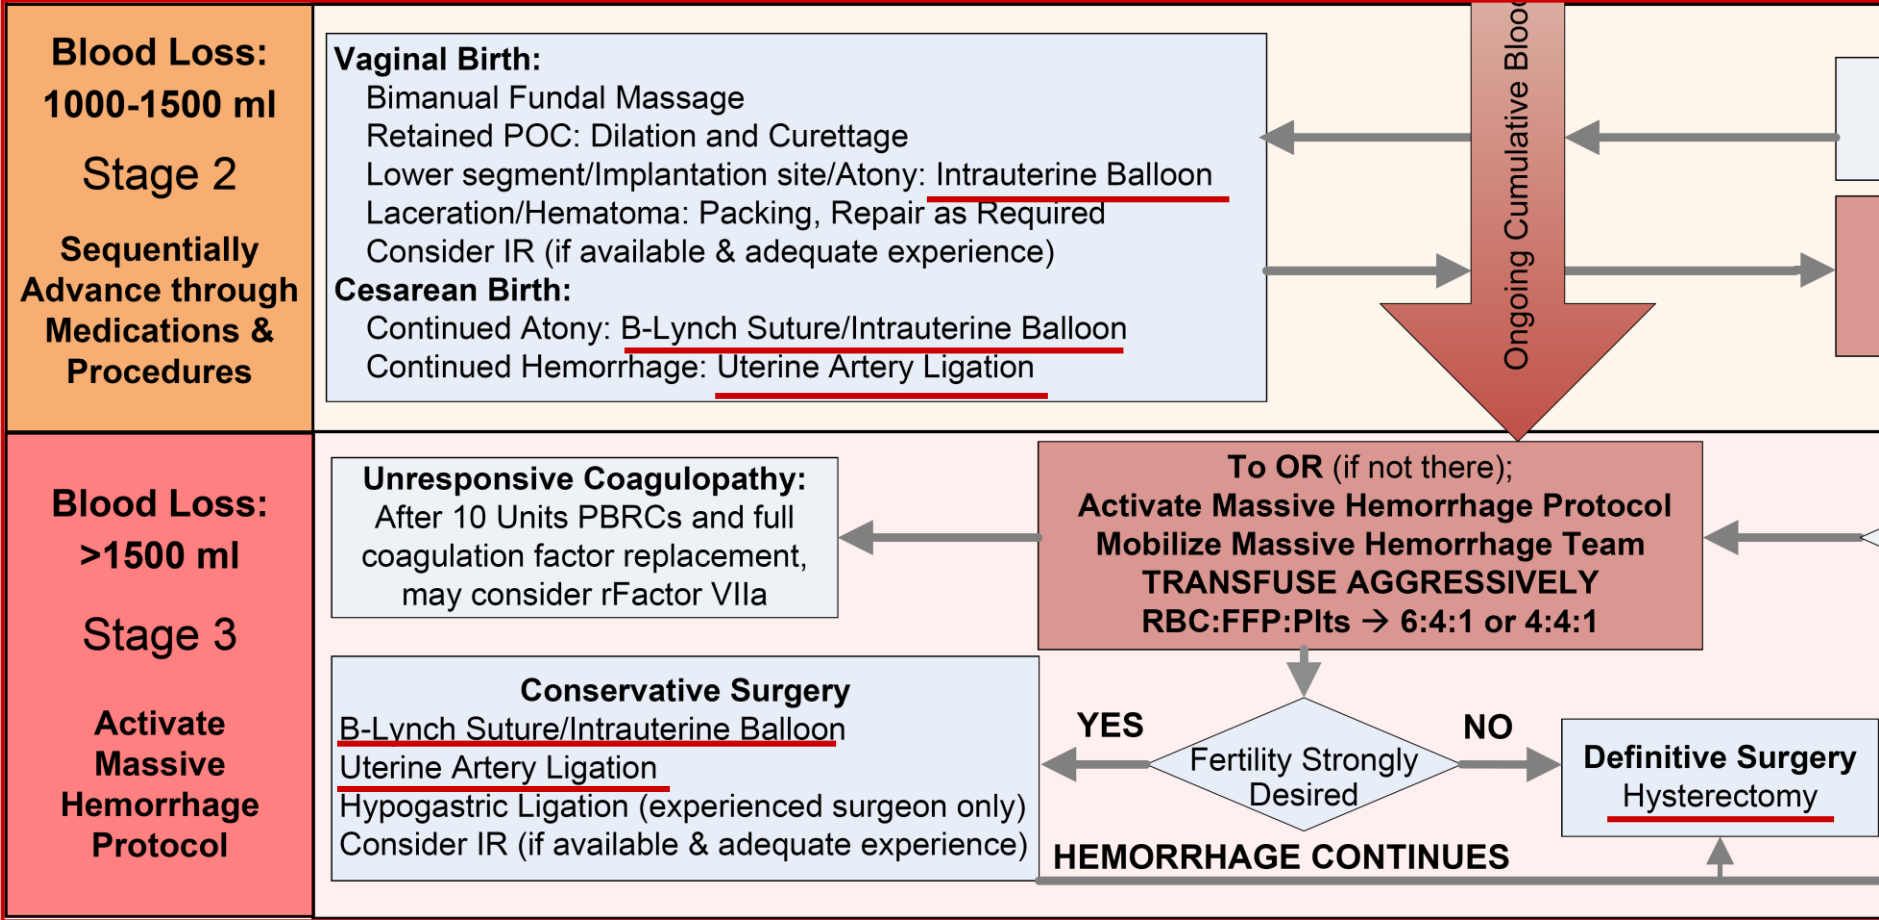 Blood Loss:
1000-1500 ml
Stage 2
Sequentially
Advance through
Medications &
Procedures
Vaginal Birth:
Bimanual Fundal Massage
Retained POC: Dilation and Curettage
Lower segment/Implantation site/Atony: Intrauterine Balloon
Laceration/Hematoma: Packing, Repair as Required
Consider IR (if available & adequate experience)
Cesarean Birth:
Continued Atony: B-Lynch Suture/Intrauterine Balloon
Continued Hemorrhage: Uterine Artery Ligation
Ongoing Cumulative Blood
Blood Loss:
>1500 ml
Stage 3
Activate
Massive
Hemorrhage
Protocol
Unresponsive Coagulopathy:
After 10 Units PBRCs and full
coagulation factor replacement,
may consider rFactor VIIa
To OR (if not there);
Activate Massive Hemorrhage Protocol
Mobilize Massive Hemorrhage Team
TRANSFUSE AGGRESSIVELY
RBC:FFP:Plts → 6:4:1 or 4:4:1
Conservative Surgery
B-Lynch Suture/Intrauterine Balloon
Uterine Artery Ligation
Hypogastric Ligation (experienced surgeon only)
Consider IR (if available & adequate experience)
YES
Fertility Strongly
Desired
NO
Definitive Surgery
Hysterectomy
HEMORRHAGE CONTINUES